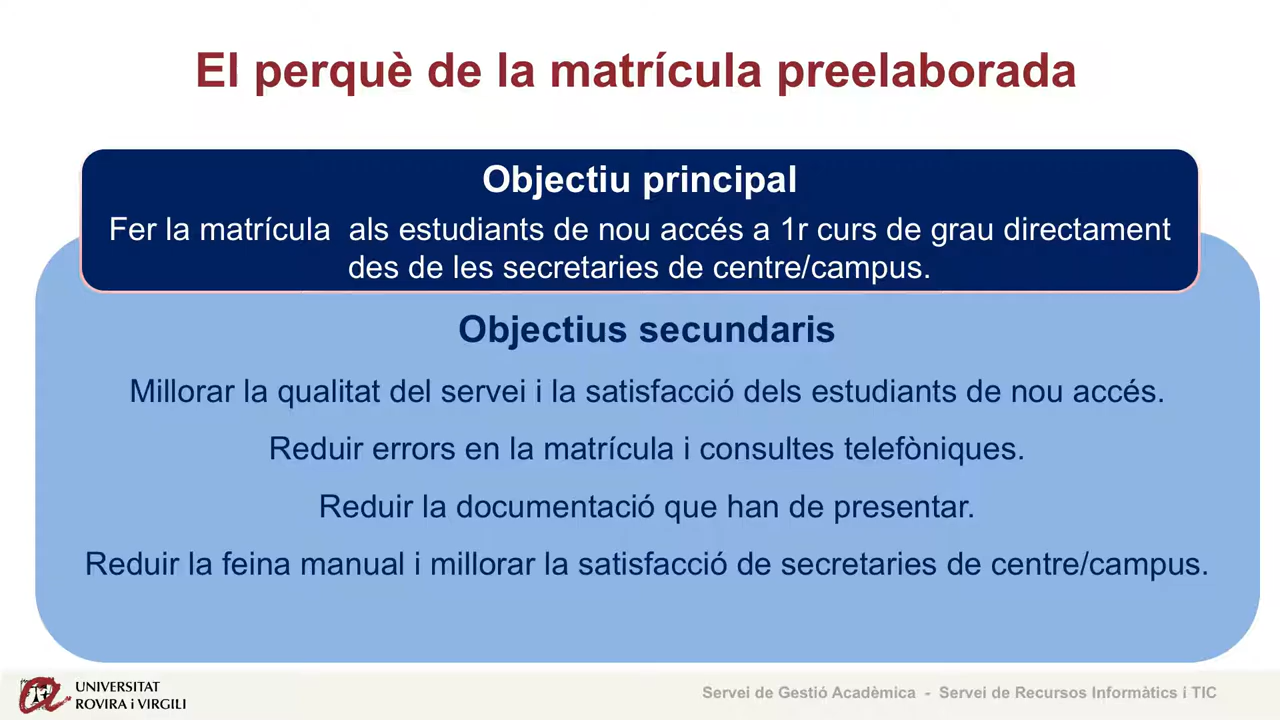 El perquè de la matrícula preelaborada
Objectiu principal
Fer la matrícula  als estudiants de nou accés a 1r curs de grau directament
des de les secretaries de centre/campus.
Objectius secundaris
Millorar la qualitat del servei i la satisfacció dels estudiants de nou accés.
Reduir errors en la matrícula i consultes telefòniques.
Reduir la documentació que han de presentar.
Reduir la feina manual i millorar la satisfacció de secretaries de centre/campus.
UNIVERSITAT
ROVIRA i VIRGILI
Servei de Gestió Acadèmica  -  Servei de Recursos Informàtics i TIC